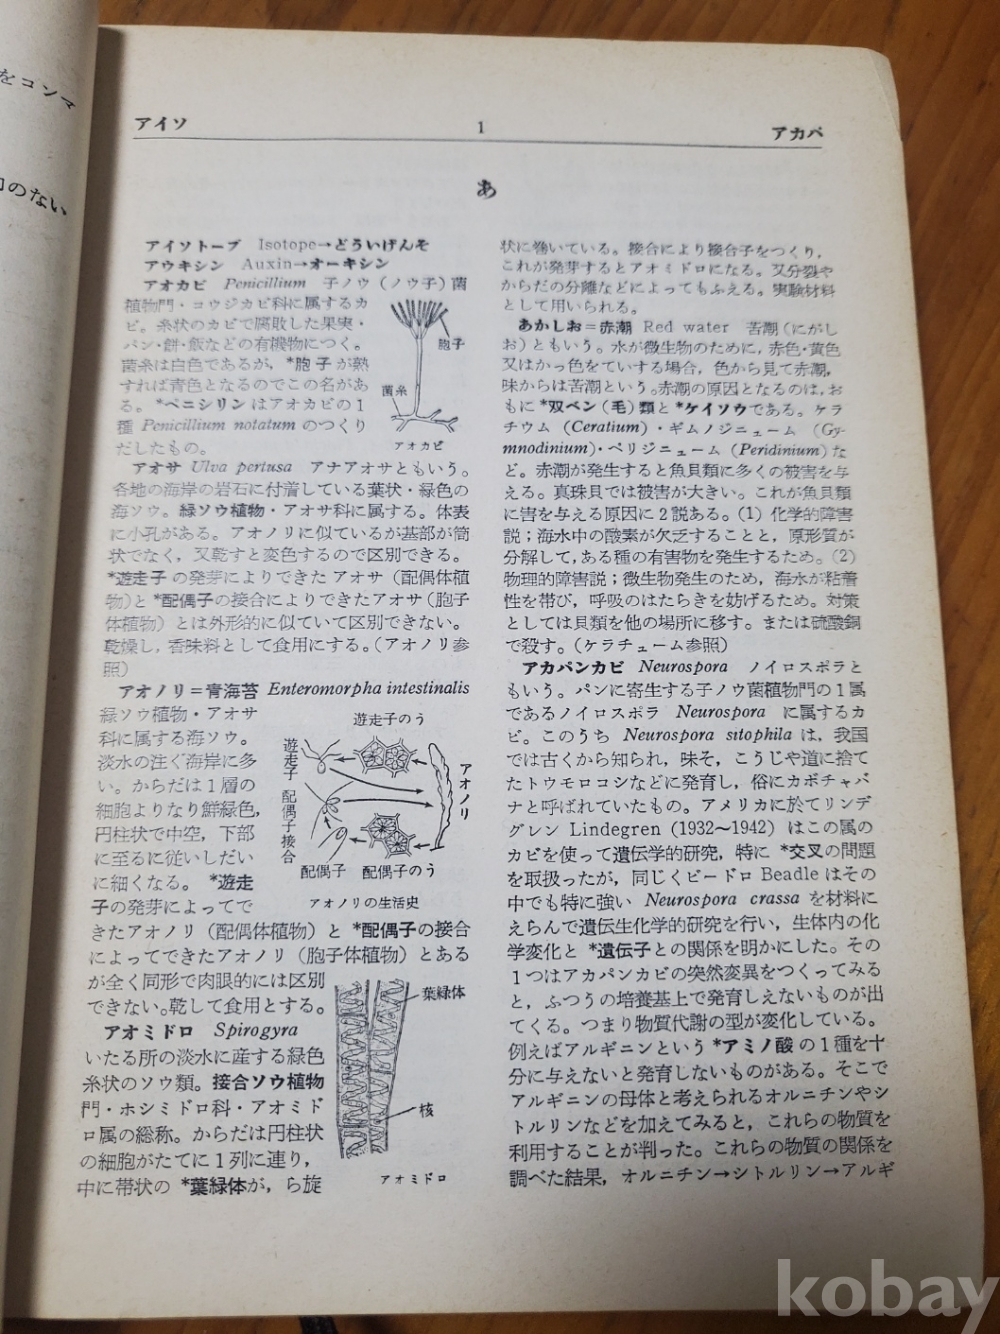 をコンマ
のない
アイソ
1
アカパ
あ
アイソトープ Isotope→どういげんそ
アウキシン Auxin→オーキシン
アオカビ Penicillium 子ノウ(ノウ子)菌
植物門・コウジカビ科に属するカ
ビ。糸状のカビで腐敗した果実・
パン・餅・飯などの有機物につく。
菌糸は白色であるが，*胞子が熟
すれば青色となるのでこの名があ
る。*ペニシリンはアオカビの1
種 Penicillium notatum のつくり
だしたもの。
胞子
菌糸
アオカビ
アオサ Ulva pertusa アナアオサともいう。
各地の海岸の岩石に付着している葉状・緑色の
海ソウ。緑ソウ植物・アオサ科に属する。体表
に小孔がある。アオノリに似ているが基部が筒
状でなく，又乾すと変色するので区別できる。
*遊走子の発芽によりできたアオサ(配偶体植
物)と*配偶子の接合によりできたアオサ(胞子
体植物)とは外形的に似ていて区別できない。
乾燥し，香味料として食用にする。(アオノリ参
照)
アオノリ＝青海苔 Enteromorpha intestinalis
緑ソウ植物・アオサ
科に属する海ソウ。
淡水の注ぐ海岸に多
い。からだは1層の
細胞よりなり鮮緑色，
円柱状で中空，下部
に至るに従いしだい
に細くなる。*遊走
子の発芽によってで
きたアオノリ(配偶体植物)と*配偶子の接合
によってできたアオノリ(胞子体植物)とある
が全く同形で肉眼的には区別
できない。乾して食用とする。
遊走子のう
遊走子
配偶子接合
アオノリ
配偶子 配偶子のう
アオノリの生活史
アオミドロ Spirogyra
いたる所の淡水に産する緑色
糸状のソウ類。接合ソウ植物
門・ホシミドロ科・アオミド
ロ属の総称。からだは円柱状
の細胞がたてに1列に連り，
中に帯状の*葉緑体が，ら旋
葉緑体
核
アオミドロ
状に巻いている。接合により接合子をつくり，
これが発芽するとアオミドロになる。又分裂や
からだの分離などによってもふえる。実験材料
として用いられる。
あかしお＝赤潮 Red water 苦潮(にがし
お)ともいう。水が微生物のために，赤色・黄色
又はかっ色をていする場合，色から見て赤潮，
味からは苦潮という。赤潮の原因となるのは，お
もに*双ベン(毛)類と*ケイソウである。ケラ
チウム (Ceratium)・ギムノジニューム (Gy-
mnodinium)・ペリジニューム (Peridinium) な
ど。赤潮が発生すると魚貝類に多くの被害を与
える。真珠貝では被害が大きい。これが魚貝類
に害を与える原因に2説ある。(1) 化学的障害
説；海水中の酸素が欠乏することと，原形質が
分解して，ある種の有害物を発生するため。(2)
物理的障害説；微生物発生のため，海水が粘着
性を帯び，呼吸のはたらきを妨げるため。対策
としては貝類を他の場所に移す。または硫酸銅
で殺す。(ケラチューム参照)
アカパンカビ Neurospora ノイロスポラと
もいう。パンに寄生する子ノウ菌植物門の1属
であるノイロスポラ Neurospora に属するカ
ビ。このうち Neurospora sitophila は，我国
では古くから知られ，味そ，こうじや道に捨て
たトウモロコシなどに発育し，俗にカボチャバ
ナと呼ばれていたもの。アメリカに於てリンデ
グレン Lindegren (1932～1942) はこの属の
カビを使って遺伝学的研究，特に*交叉の問題
を取扱ったが，同じくビードロ Beadle はその
中でも特に強い Neurospora crassa を材料に
えらんで遺伝生化学的研究を行い，生体内の化
学変化と*遺伝子との関係を明かにした。その
1つはアカパンカビの突然変異をつくってみる
と，ふつうの培養基上で発育しえないものが出
てくる。つまり物質代謝の型が変化している。
例えばアルギニンという*アミノ酸の1種を十
分に与えないと発育しないものがある。そこで
アルギニンの母体と考えられるオルニチンやシ
トルリンなどを加えてみると，これらの物質を
利用することが判った。これらの物質の関係を
調べた結果，オルニチン→シトルリン→アルギ
kobay